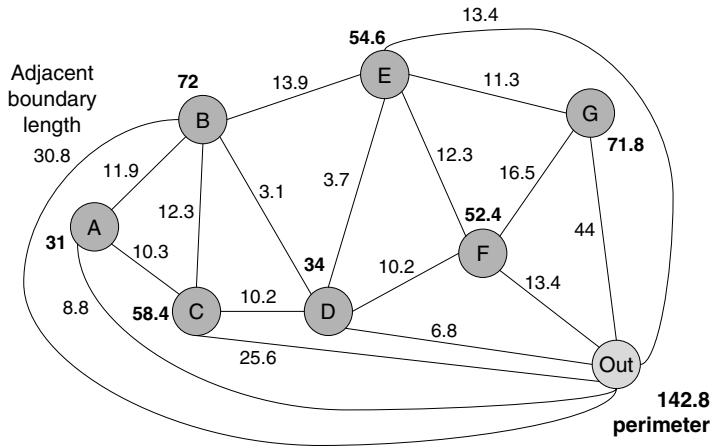 13.4
54.6
E
Adjacent
boundary
length
72
13.9
11.3
B
G
30.8
71.8
11.9
12.3
16.5
3.1
3.7
12.3
52.4
A
31
44
F
10.3
34
10.2
13.4
8.8
58.4
C
10.2
D
6.8
25.6
Out
142.8
perimeter